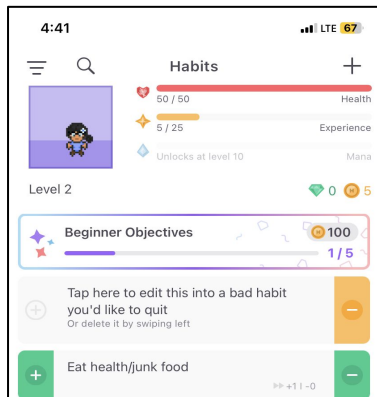 4:41 LTE 67
Habits
50 / 50 Health
5 / 25 Experience
Unlocks at level 10 Mana
Level 2 0 5
Beginner Objectives 100
1 / 5
Tap here to edit this into a bad habit
you'd like to quit
Or delete it by swiping left
Eat health/junk food
+1 | -0